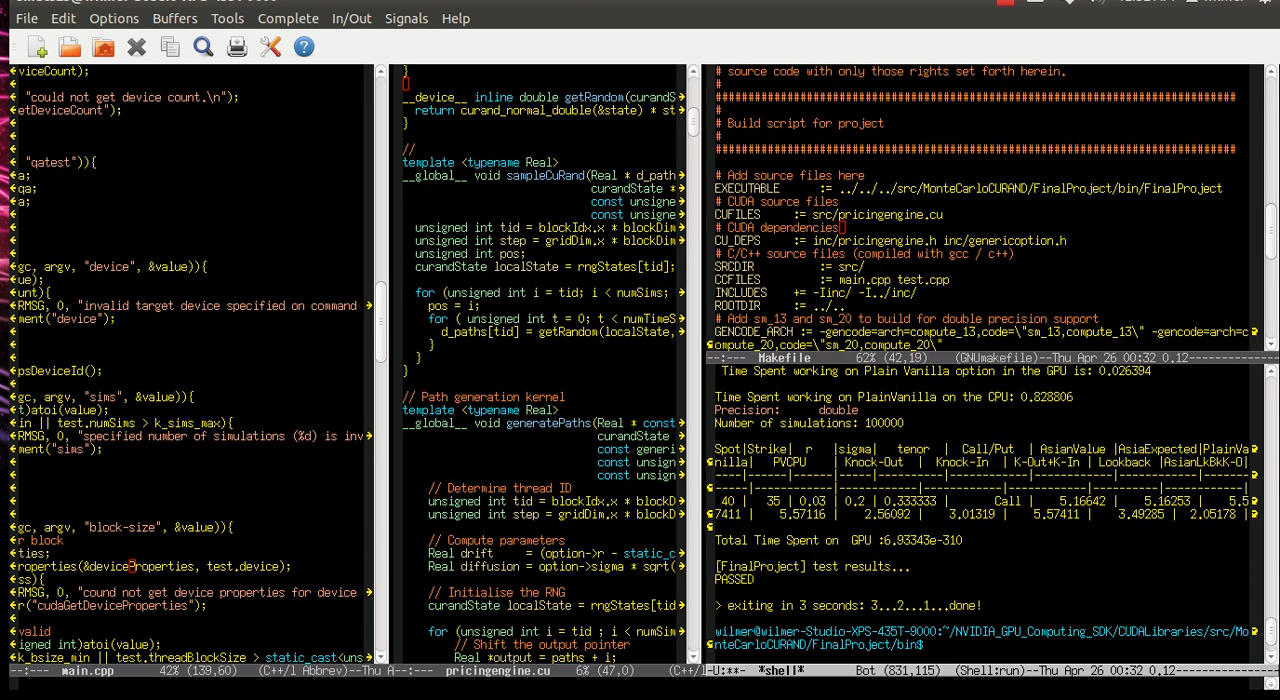 File Edit Options Buffers Tools Complete In/Out Signals Help
viceCount);
"could not get device count.\n");
etDeviceCount");
"qatest")){
a;
qa;
a;
gc, argv, "device", &value)){
ue);
unt){
RMSG, 0, "invalid target device specified on command
ment("device");
psDeviceId();
gc, argv, "sims", &value)){
t)atoi(value);
in || test.numSims > k_sims_max){
RMSG, 0, "specified number of simulations (%d) is inv
ment("sims");
gc, argv, "block-size", &value)){
r block
ties;
roperties(&deviceProperties, test.device);
ss){
RMSG, 0, "cound not get device properties for device
r("cudaGetDeviceProperties");
valid
igned int)atoi(value);
k_bsize_min || test.threadBlockSize > static_cast<uns
main.cpp 42% (139,60) (C++/l Abbrev)--Thu A
}
__device__ inline double getRandom(curandS
return curand_normal_double(&state) * st
}
//
template <typename Real>
__global__ void sampleCuRand(Real * d_path
curandState *
const unsigne
const unsigne
unsigned int tid = blockIdx.x * blockDim
unsigned int step = gridDim.x * blockDim
unsigned int pos;
curandState localState = rngStates[tid];
for (unsigned int i = tid; i < numSims;
pos = i;
for ( unsigned int t = 0; t < numTimeS
d_paths[tid] = getRandom(localState,
}
}
}
// Path generation kernel
template <typename Real>
__global__ void generatePaths(Real * const
curandState
const generi
const unsign
const unsign
// Determine thread ID
unsigned int tid = blockIdx.x * blockD
unsigned int step = gridDim.x * blockD
// Compute parameters
Real drift = (option->r - static_c
Real diffusion = option->sigma * sqrt(
// Initialise the RNG
curandState localState = rngStates[tid
for (unsigned int i = tid ; i < numSim
// Shift the output pointer
Real *output = paths + i;
pricingengine.cu 6% (47,0) (C++/l
# source code with only those rights set forth herein.
#
################################################################################
#
# Build script for project
#
################################################################################
# Add source files here
EXECUTABLE := ../../../src/MonteCarloCURAND/FinalProject/bin/FinalProject
# CUDA source files
CUFILES := src/pricingengine.cu
# CUDA dependencies
CU_DEPS := inc/pricingengine.h inc/genericoption.h
# C/C++ source files (compiled with gcc / c++)
SRCDIR := src/
CCFILES := main.cpp test.cpp
INCLUDES += -Iinc/ -I../inc/
ROOTDIR := ../..
# Add sm_13 and sm_20 to build for double precision support
GENCODE_ARCH := -gencode=arch=compute_13,code=\"sm_13,compute_13\" -gencode=arch=c
ompute_20,code=\"sm_20,compute_20\"
--:--- Makefile 62% (42,19) (GNUmakefile)--Thu Apr 26 00:32 0.12
Time Spent working on Plain Vanilla option in the GPU is: 0.026394
Time Spent working on PlainVanilla on the CPU: 0.828806
Precision: double
Number of simulations: 100000
Spot|Strike| r |sigma| tenor | Call/Put | AsianValue |AsiaExpected|PlainVa
nilla| PVCPU | Knock-Out | Knock-In | K-Out+K-In | Lookback |AsianLkBkK-O|
40 | 35 | 0.03 | 0.2 | 0.333333 | Call | 5.16642 | 5.16253 | 5.5
7411 | 5.57116 | 2.56092 | 3.01319 | 5.57411 | 3.49285 | 2.05178 |
Total Time Spent on GPU :6.93343e-310
[FinalProject] test results...
PASSED
> exiting in 3 seconds: 3...2...1...done!
wilmer@wilmer-Studio-XPS-435T-9000:~/NVIDIA_GPU_Computing_SDK/CUDALibraries/src/Mo
nteCarloCURAND/FinalProject/bin$
-U:**- *shell* Bot (831,115) (Shell:run)--Thu Apr 26 00:32 0.12